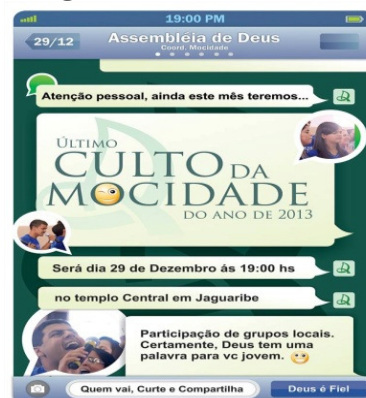 19:00 PM
29/12
Assembléia de Deus
Coord. Mocidade
Atenção pessoal, ainda este mês teremos...
ÚLTIMO
CULTO DA
MOCIDADE
DO ANO DE 2013
Será dia 29 de Dezembro ás 19:00 hs
no templo Central em Jaguaribe
Participação de grupos locais.
Certamente, Deus tem uma
palavra para vc jovem.
Quem vai, Curte e Compartilha
Deus é Fiel